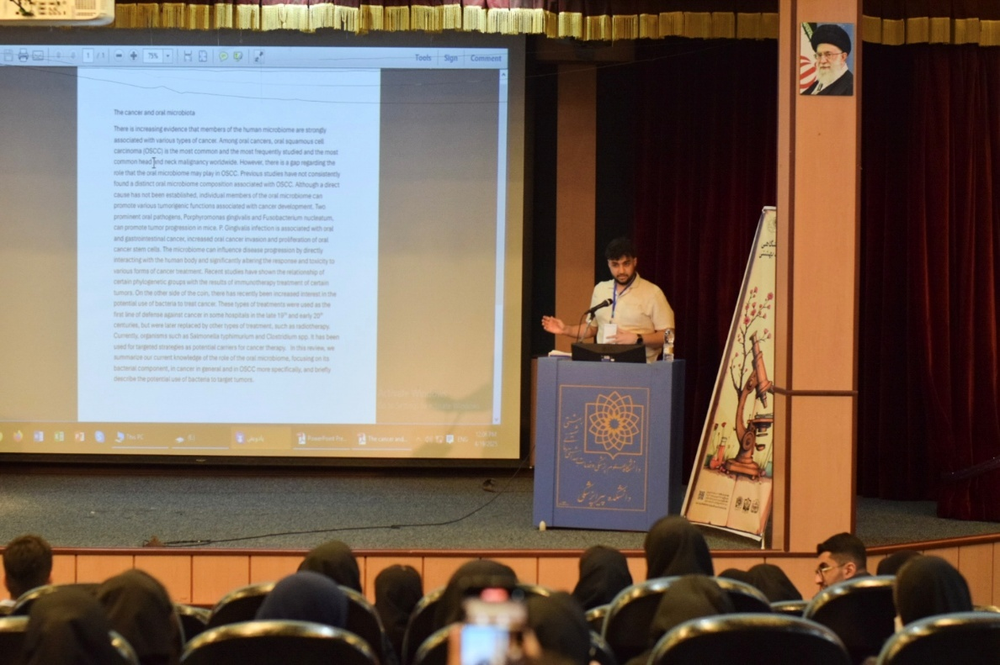 1 / 1
75%
Tools Sign Comment
The cancer and oral microbiota
There is increasing evidence that members of the human microbiome are strongly
associated with various types of cancer. Among oral cancers, oral squamous cell
carcinoma (OSCC) is the most common and the most frequently studied and the most
common head and neck malignancy worldwide. However, there is a gap regarding the
role that the oral microbiome may play in OSCC. Previous studies have not consistently
found a distinct oral microbiome composition associated with OSCC. Although a direct
cause has not been established, individual members of the oral microbiome can
promote various tumorigenic functions associated with cancer development. Two
prominent oral pathogens, Porphyromonas gingivalis and Fusobacterium nucleatum,
can promote tumor progression in mice. P. Gingivalis infection is associated with oral
and gastrointestinal cancer, increased oral cancer invasion and proliferation of oral
cancer stem cells. The microbiome can influence disease progression by directly
interacting with the human body and significantly altering the response and toxicity to
various forms of cancer treatment. Recent studies have shown the relationship of
certain phylogenetic groups with the results of immunotherapy treatment of certain
tumors. On the other side of the coin, there has recently been increased interest in the
potential use of bacteria to treat cancer. These types of treatments were used as the
first line of defense against cancer in some hospitals in the late 19th and early 20th
centuries, but were later replaced by other types of treatment, such as radiotherapy.
Currently, organisms such as Salmonella typhimurium and Clostridium spp. It has been
used for targeted strategies as potential carriers for cancer therapy. In this review, we
summarize our current knowledge of the role of the oral microbiome, focusing on its
bacterial component, in cancer in general and in OSCC more specifically, and briefly
describe the potential use of bacteria to target tumors.
This PC
PowerPoint
The cancer and...
دانشکده پیراپزشکی